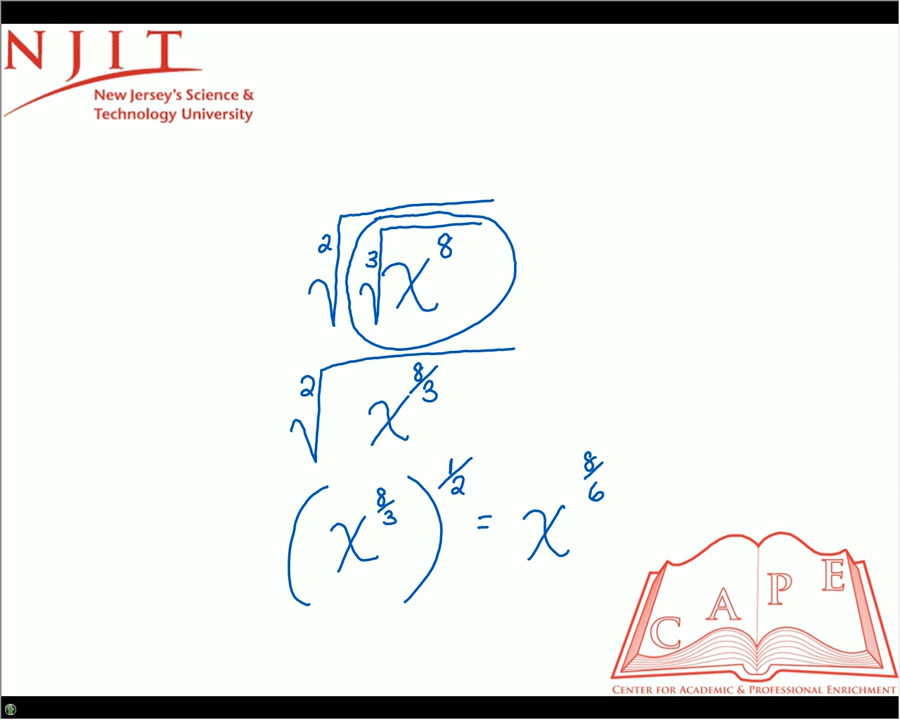 NJIT
New Jersey's Science &
Technology University
²√(³√(x⁸))
²√(x^(8/3))
(x^(8/3))^(1/2) = x^(8/6)
CAPE
CENTER FOR ACADEMIC & PROFESSIONAL ENRICHMENT